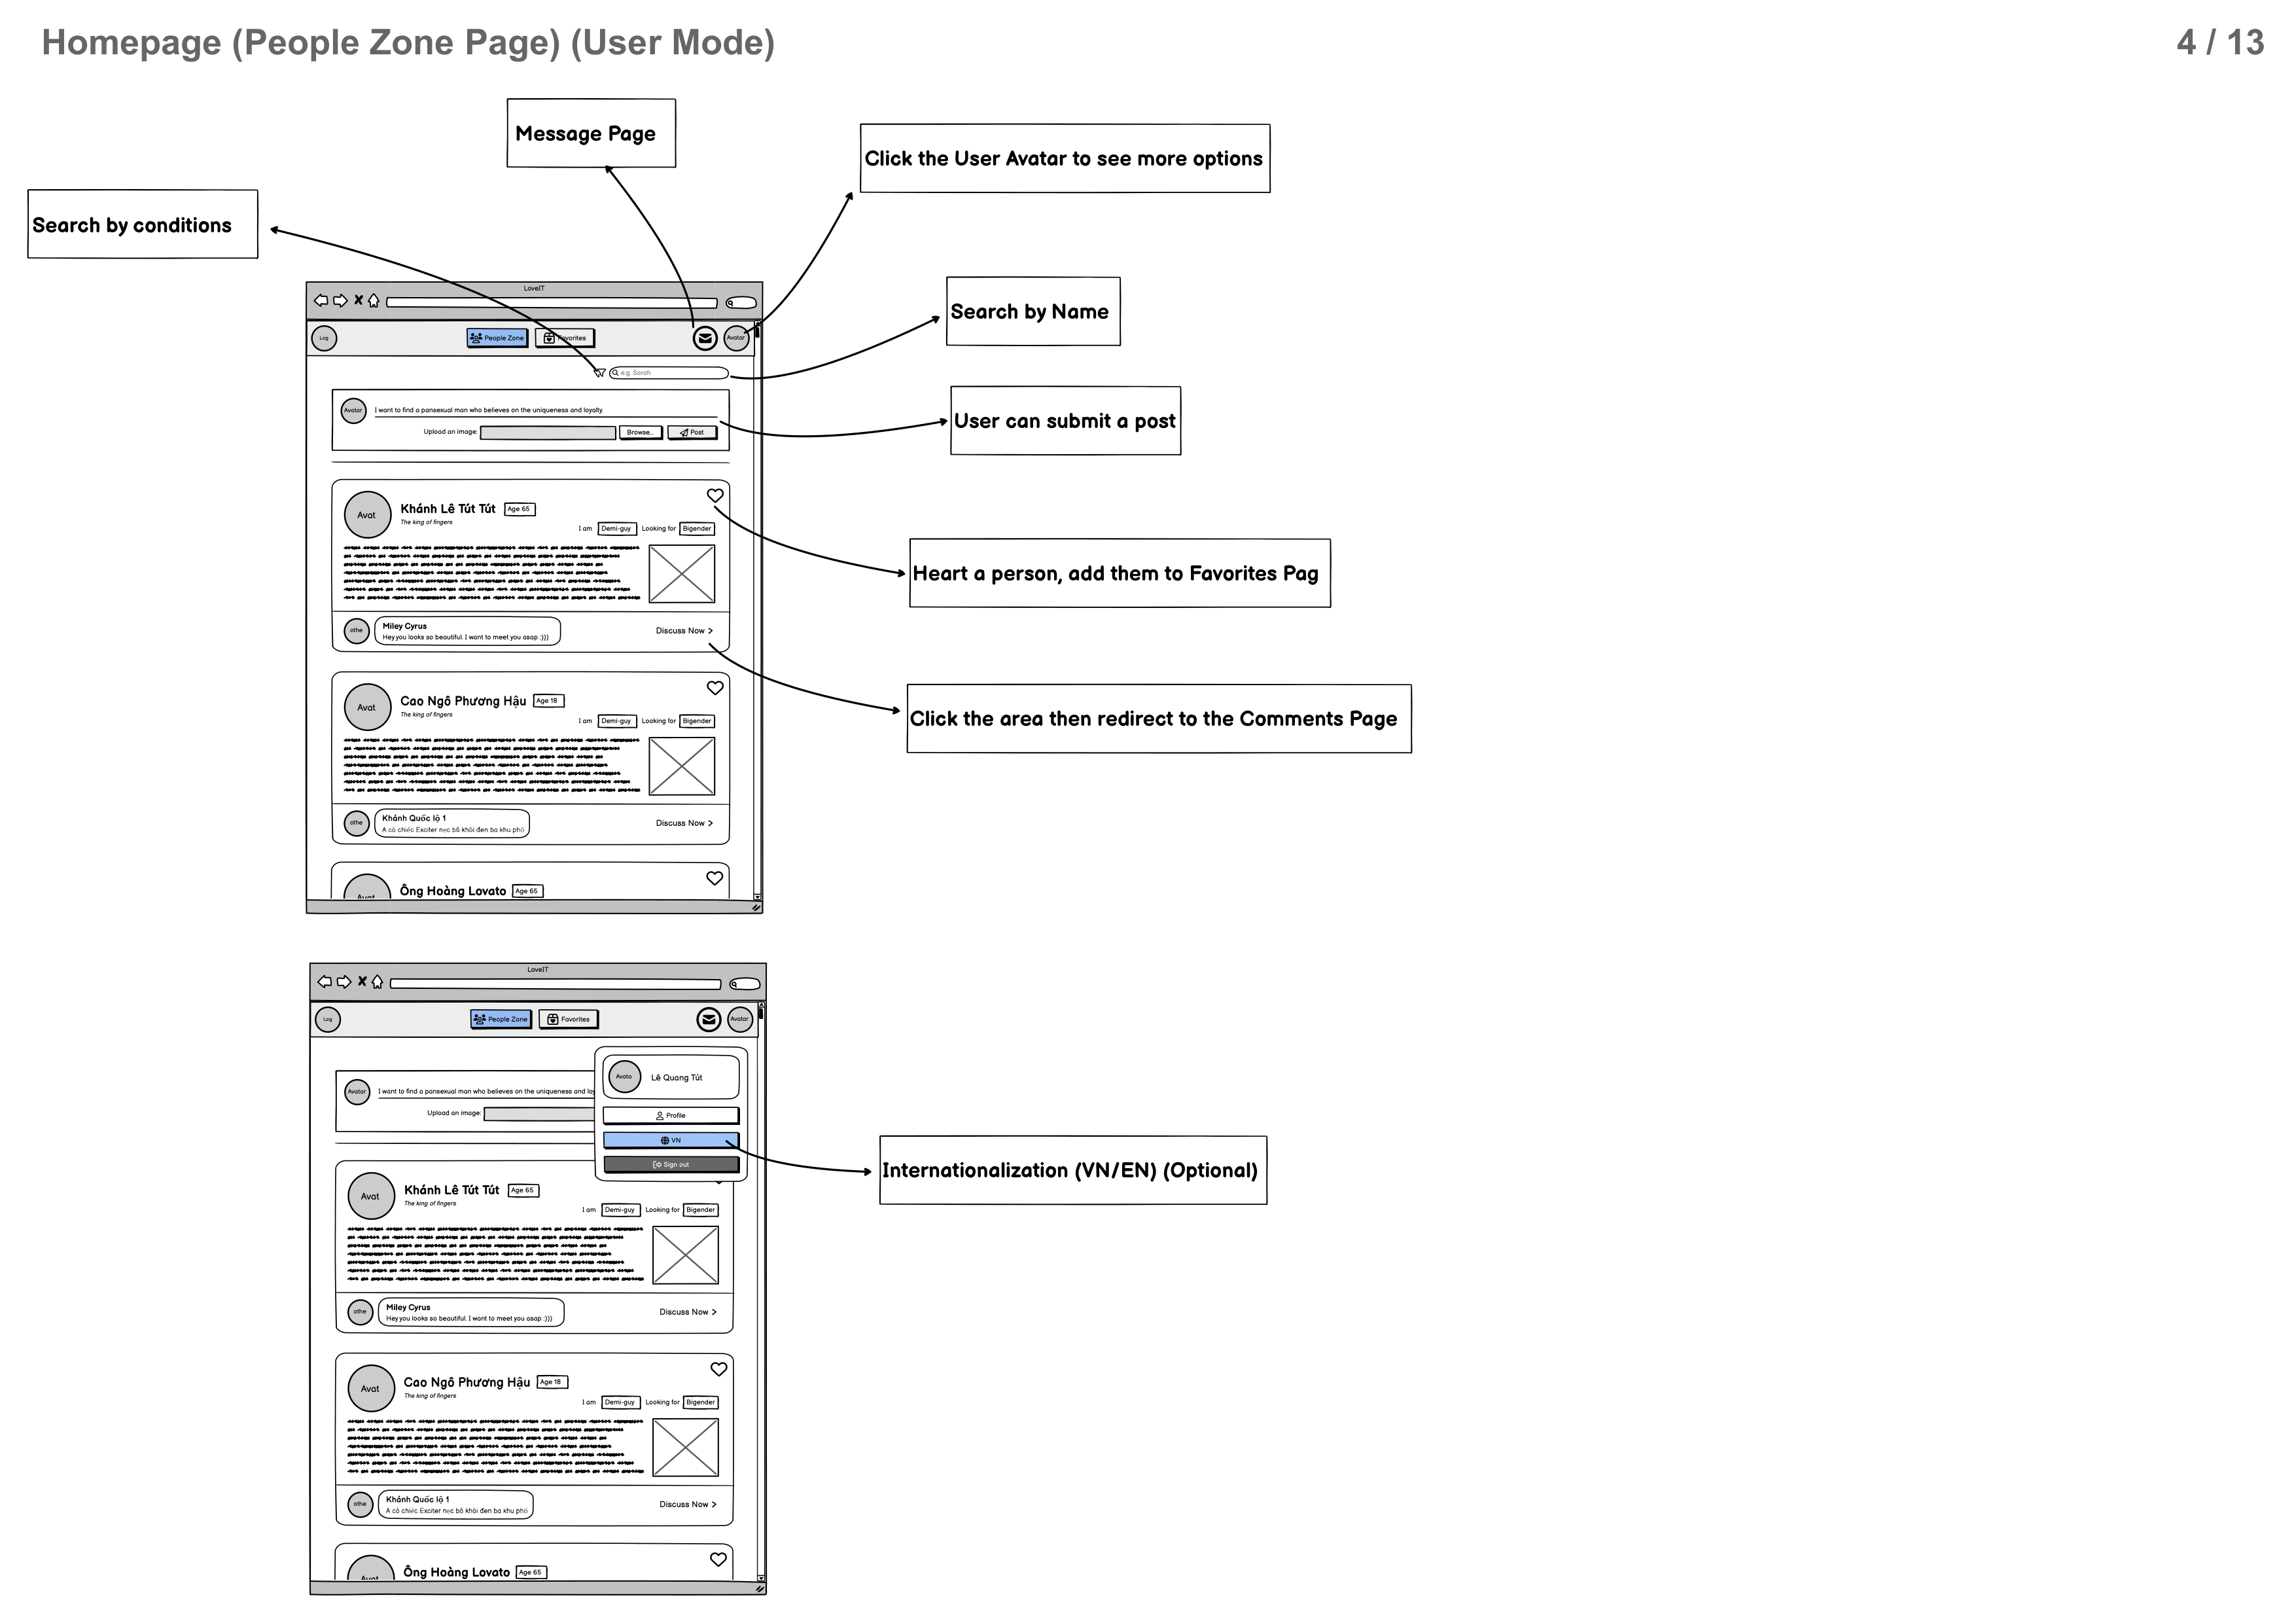 Homepage (People Zone Page) (User Mode)
4 / 13
Message Page
Click the User Avatar to see more options
Search by conditions
Search by Name
User can submit a post
Heart a person, add them to Favorites Pag
Click the area then redirect to the Comments Page
LoveIT
Log
People Zone
Favorites
Avatar
e.g. Sarah
Avatar
I want to find a pansexual man who believes on the uniqueness and loyalty.
Upload an image:
Browse...
Post
Avat
Khánh Lê Tút Tút
Age 65
The king of fingers
I am
Demi-guy
Looking for
Bigender
othe
Miley Cyrus
Hey you looks so beautiful. I want to meet you asap :)))
Discuss Now >
Avat
Cao Ngô Phương Hậu
Age 18
The king of fingers
I am
Demi-guy
Looking for
Bigender
othe
Khánh Quốc lộ 1
A có chiếc Exciter nẹc bô khói đen ba khu phố
Discuss Now >
Avat
Ông Hoàng Lovato
Age 65
LoveIT
Log
People Zone
Favorites
Avatar
Avata
Lê Quang Tút
Profile
VN
Sign out
Internationalization (VN/EN) (Optional)
Avatar
I want to find a pansexual man who believes on the uniqueness and loy
Upload an image:
Avat
Khánh Lê Tút Tút
Age 65
The king of fingers
I am
Demi-guy
Looking for
Bigender
othe
Miley Cyrus
Hey you looks so beautiful. I want to meet you asap :)))
Discuss Now >
Avat
Cao Ngô Phương Hậu
Age 18
The king of fingers
I am
Demi-guy
Looking for
Bigender
othe
Khánh Quốc lộ 1
A có chiếc Exciter nẹc bô khói đen ba khu phố
Discuss Now >
Avat
Ông Hoàng Lovato
Age 65